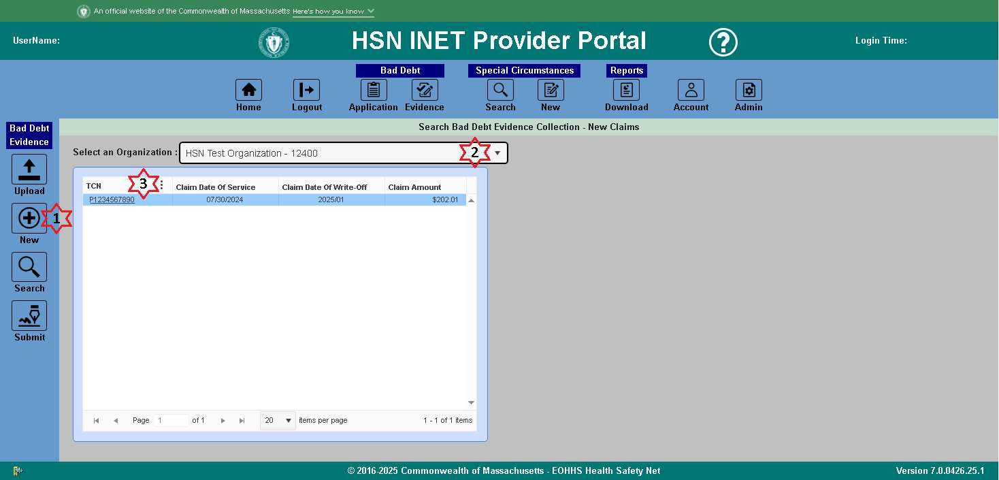 An official website of the Commonwealth of Massachusetts Here's how you know
UserName:
HSN INET Provider Portal
?
Login Time:
Bad Debt
Special Circumstances
Reports
Home
Logout
Application
Evidence
Search
New
Download
Account
Admin
Bad Debt
Evidence
Upload
New
Search
Submit
1
Search Bad Debt Evidence Collection - New Claims
Select an Organization : HSN Test Organization - 12400
2
TCN
3
Claim Date Of Service
Claim Date Of Write-Off
Claim Amount
P1234567890 07/30/2024 2025/01 $202.01
Page 1 of 1 20 items per page 1 - 1 of 1 items
© 2016-2025 Commonwealth of Massachusetts - EOHHS Health Safety Net
Version 7.0.0426.25.1